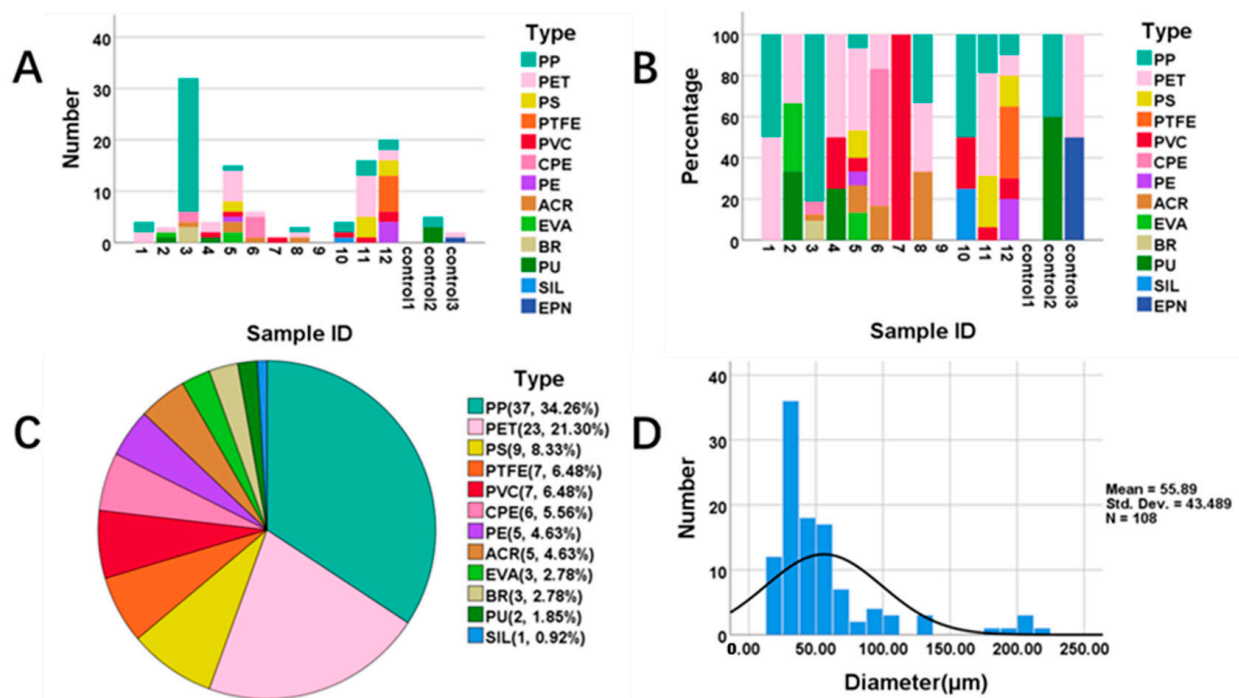 A
Number
40
30
20
10
0
1
2
3
4
5
6
7
8
9
10
11
12
control1
control2
control3
Sample ID
Type
PP
PET
PS
PTFE
PVC
CPE
PE
ACR
EVA
BR
PU
SIL
EPN
B
Percentage
100
80
60
40
20
0
1
2
3
4
5
6
7
8
9
10
11
12
control1
control2
control3
Sample ID
Type
PP
PET
PS
PTFE
PVC
CPE
PE
ACR
EVA
BR
PU
SIL
EPN
C
Type
PP(37, 34.26%)
PET(23, 21.30%)
PS(9, 8.33%)
PTFE(7, 6.48%)
PVC(7, 6.48%)
CPE(6, 5.56%)
PE(5, 4.63%)
ACR(5, 4.63%)
EVA(3, 2.78%)
BR(3, 2.78%)
PU(2, 1.85%)
SIL(1, 0.92%)
D
Number
40
30
20
10
0
0.00
50.00
100.00
150.00
200.00
250.00
Diameter(μm)
Mean = 55.89
Std. Dev. = 43.489
N = 108